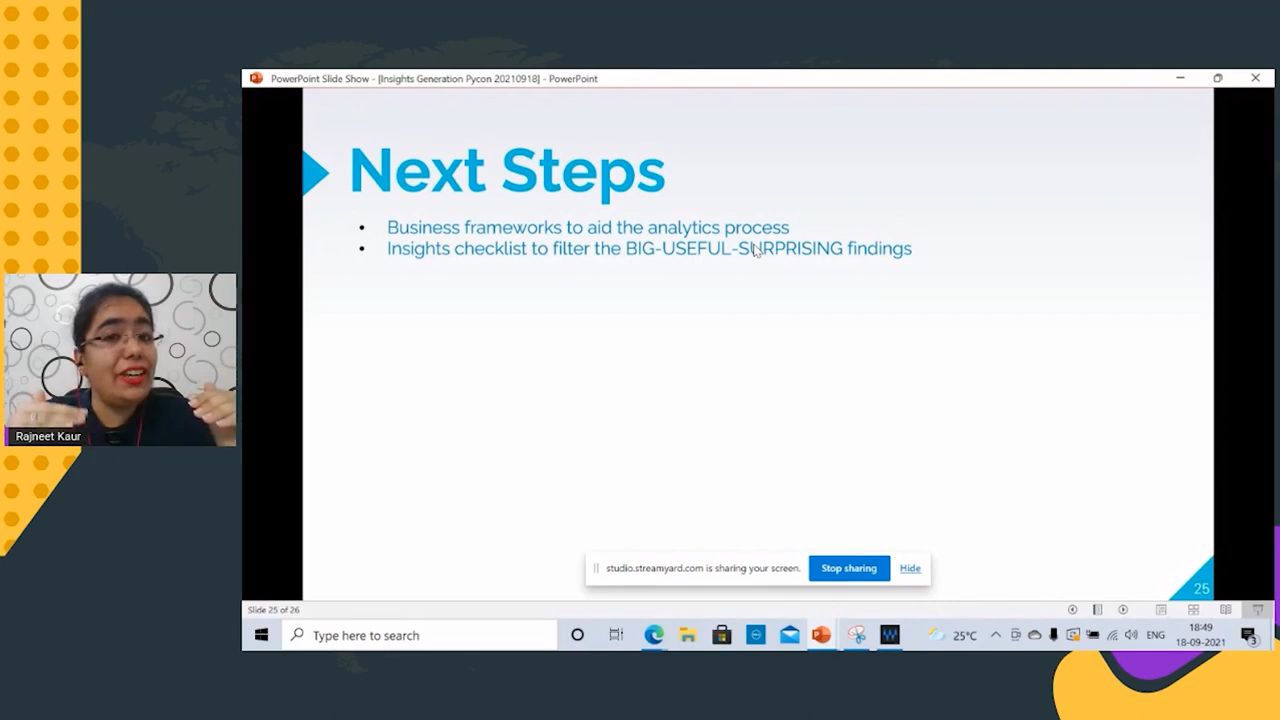 PowerPoint Slide Show - [Insights Generation Pycon 20210918] - PowerPoint
Next Steps
• Business frameworks to aid the analytics process
• Insights checklist to filter the BIG-USEFUL-SURPRISING findings
Rajneet Kaur
studio.streamyard.com is sharing your screen.
Stop sharing
Hide
25
Slide 25 of 26
Type here to search
25°C
ENG
18:49
18-09-2021
3